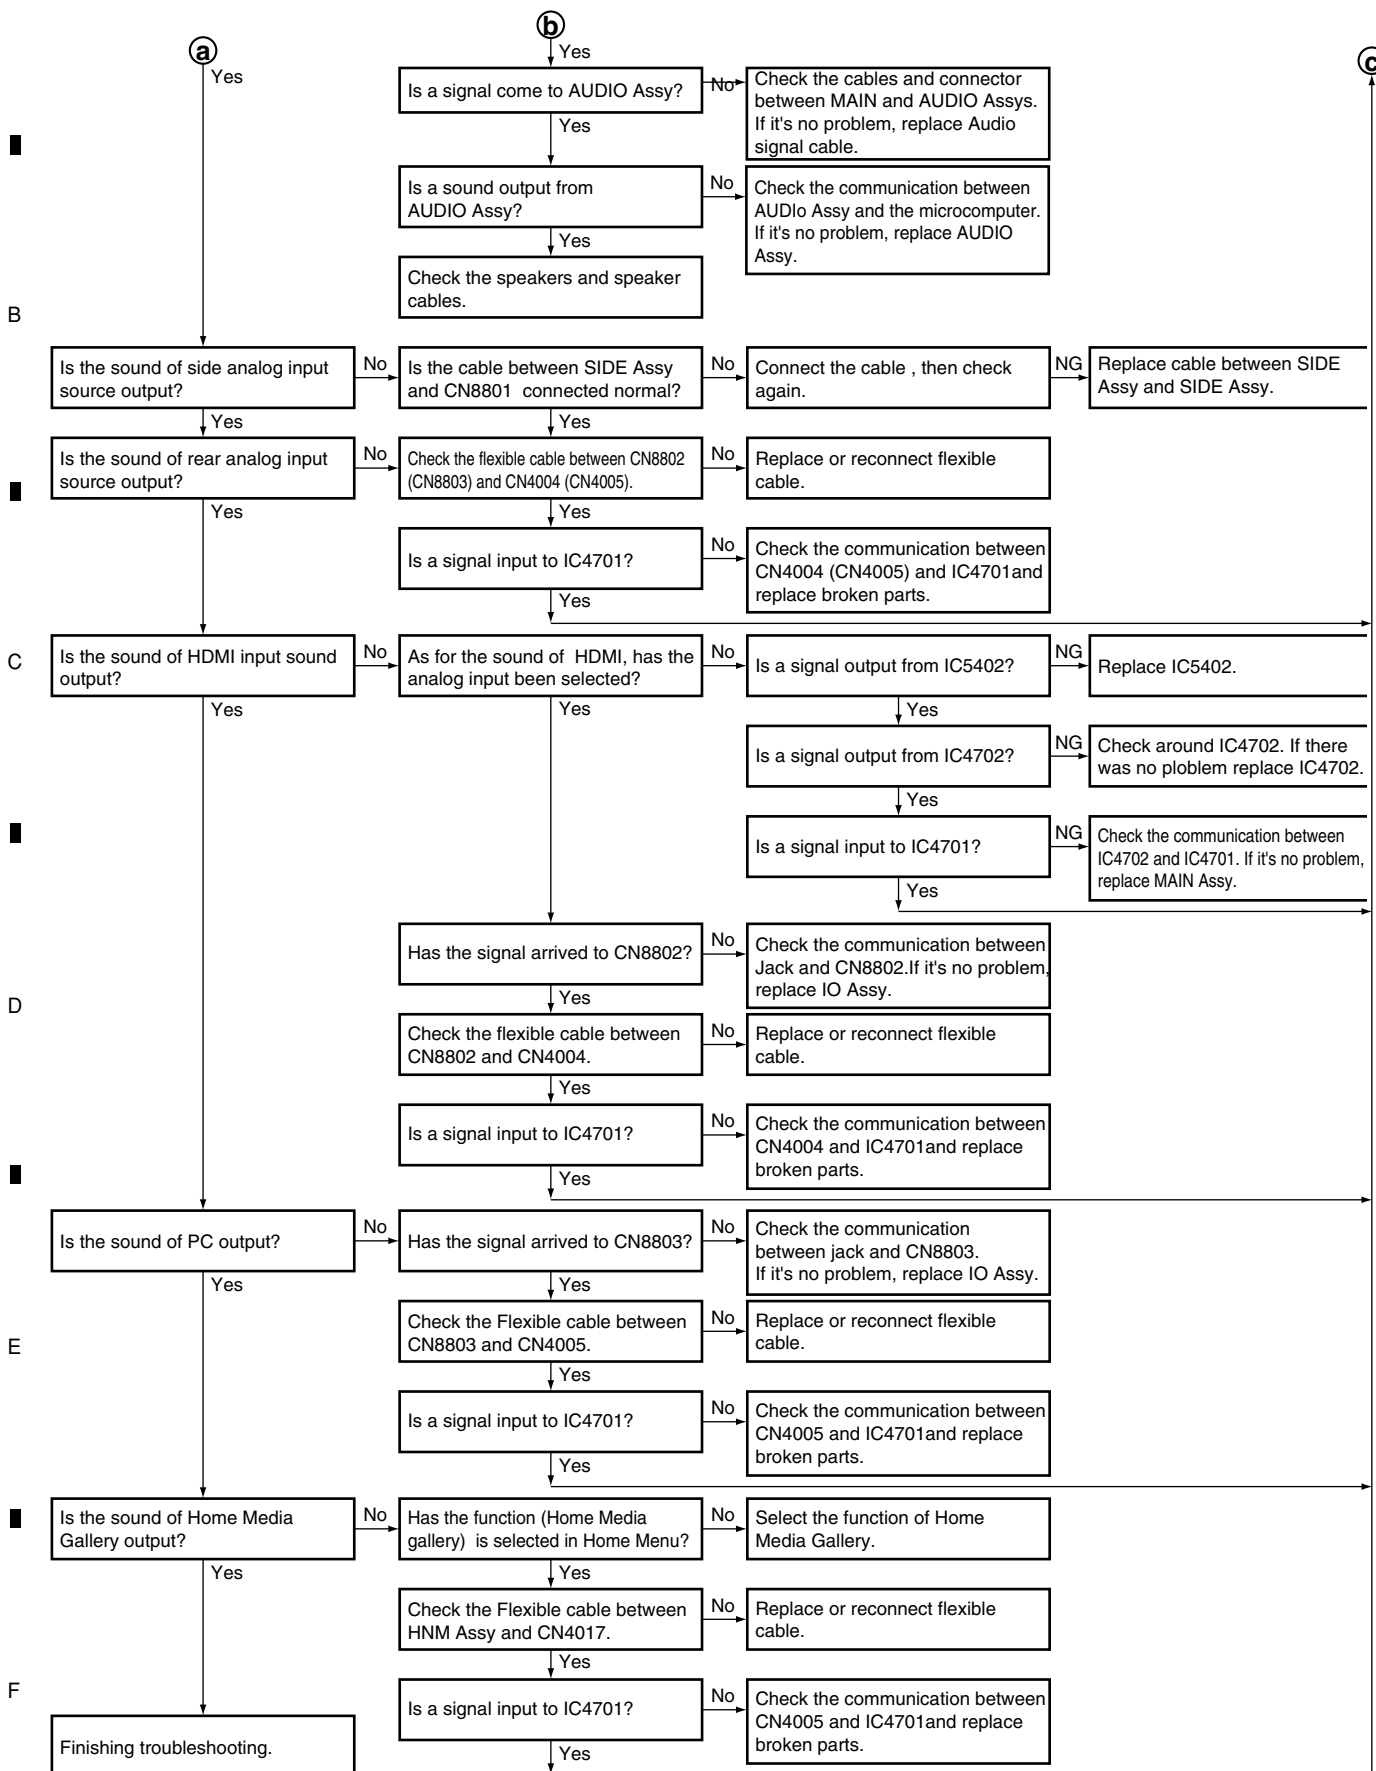 b
Yes
a
Yes
c
Is a signal come to AUDIO Assy?
No
Check the cables and connector
between MAIN and AUDIO Assys.
If it's no problem, replace Audio
signal cable.
Yes
Is a sound output from
AUDIO Assy?
No
Check the communication between
AUDIo Assy and the microcomputer.
If it's no problem, replace AUDIO
Assy.
Yes
Check the speakers and speaker
cables.
B
Is the sound of side analog input
source output?
No
Is the cable between SIDE Assy
and CN8801 connected normal?
No
Connect the cable , then check
again.
NG
Replace cable between SIDE
Assy and SIDE Assy.
Yes
Yes
Is the sound of rear analog input
source output?
No
Check the flexible cable between CN8802
(CN8803) and CN4004 (CN4005).
No
Replace or reconnect flexible
cable.
Yes
Yes
Is a signal input to IC4701?
No
Check the communication between
CN4004 (CN4005) and IC4701and
replace broken parts.
Yes
C
Is the sound of HDMI input sound
output?
No
As for the sound of HDMI, has the
analog input been selected?
No
Is a signal output from IC5402?
NG
Replace IC5402.
Yes
Yes
Yes
Is a signal output from IC4702?
NG
Check around IC4702. If there
was no ploblem replace IC4702.
Yes
Is a signal input to IC4701?
NG
Check the communication between
IC4702 and IC4701. If it's no problem,
replace MAIN Assy.
Yes
Has the signal arrived to CN8802?
No
Check the communication between
Jack and CN8802.If it's no problem,
replace IO Assy.
Yes
D
Check the flexible cable between
CN8802 and CN4004.
No
Replace or reconnect flexible
cable.
Yes
Is a signal input to IC4701?
No
Check the communication between
CN4004 and IC4701and replace
broken parts.
Yes
Is the sound of PC output?
No
Has the signal arrived to CN8803?
No
Check the communication
between jack and CN8803.
If it's no problem, replace IO Assy.
Yes
Yes
E
Check the Flexible cable between
CN8803 and CN4005.
No
Replace or reconnect flexible
cable.
Yes
Is a signal input to IC4701?
No
Check the communication between
CN4005 and IC4701and replace
broken parts.
Yes
Is the sound of Home Media
Gallery output?
No
Has the function (Home Media
gallery) is selected in Home Menu?
No
Select the function of Home
Media Gallery.
Yes
Yes
Check the Flexible cable between
HNM Assy and CN4017.
No
Replace or reconnect flexible
cable.
Yes
F
Is a signal input to IC4701?
No
Check the communication between
CN4005 and IC4701and replace
broken parts.
Finishing troubleshooting.
Yes